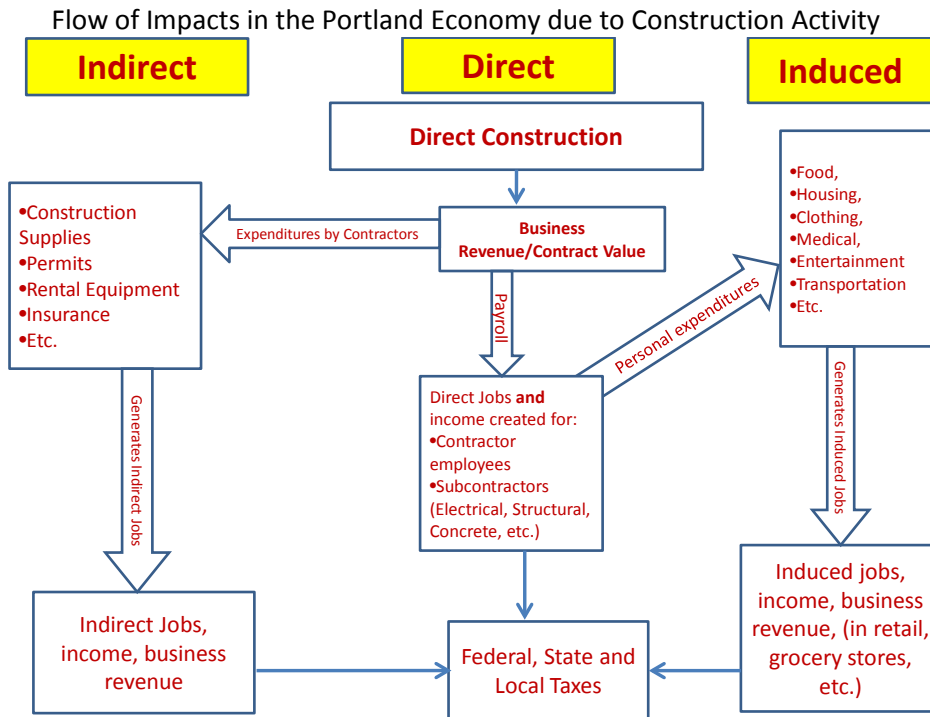 Flow of Impacts in the Portland Economy due to Construction Activity
Indirect
Direct
Induced
Direct Construction
•Construction
Supplies
•Permits
•Rental Equipment
•Insurance
•Etc.
Expenditures by Contractors
Business
Revenue/Contract Value
•Food,
•Housing,
•Clothing,
•Medical,
•Entertainment
•Transportation
•Etc.
Payroll
Personal expenditures
Generates Indirect Jobs
Direct Jobs and
income created for:
•Contractor
employees
•Subcontractors
(Electrical, Structural,
Concrete, etc.)
Generates Induced Jobs
Indirect Jobs,
income, business
revenue
Federal, State and
Local Taxes
Induced jobs,
income, business
revenue, (in retail,
grocery stores,
etc.)